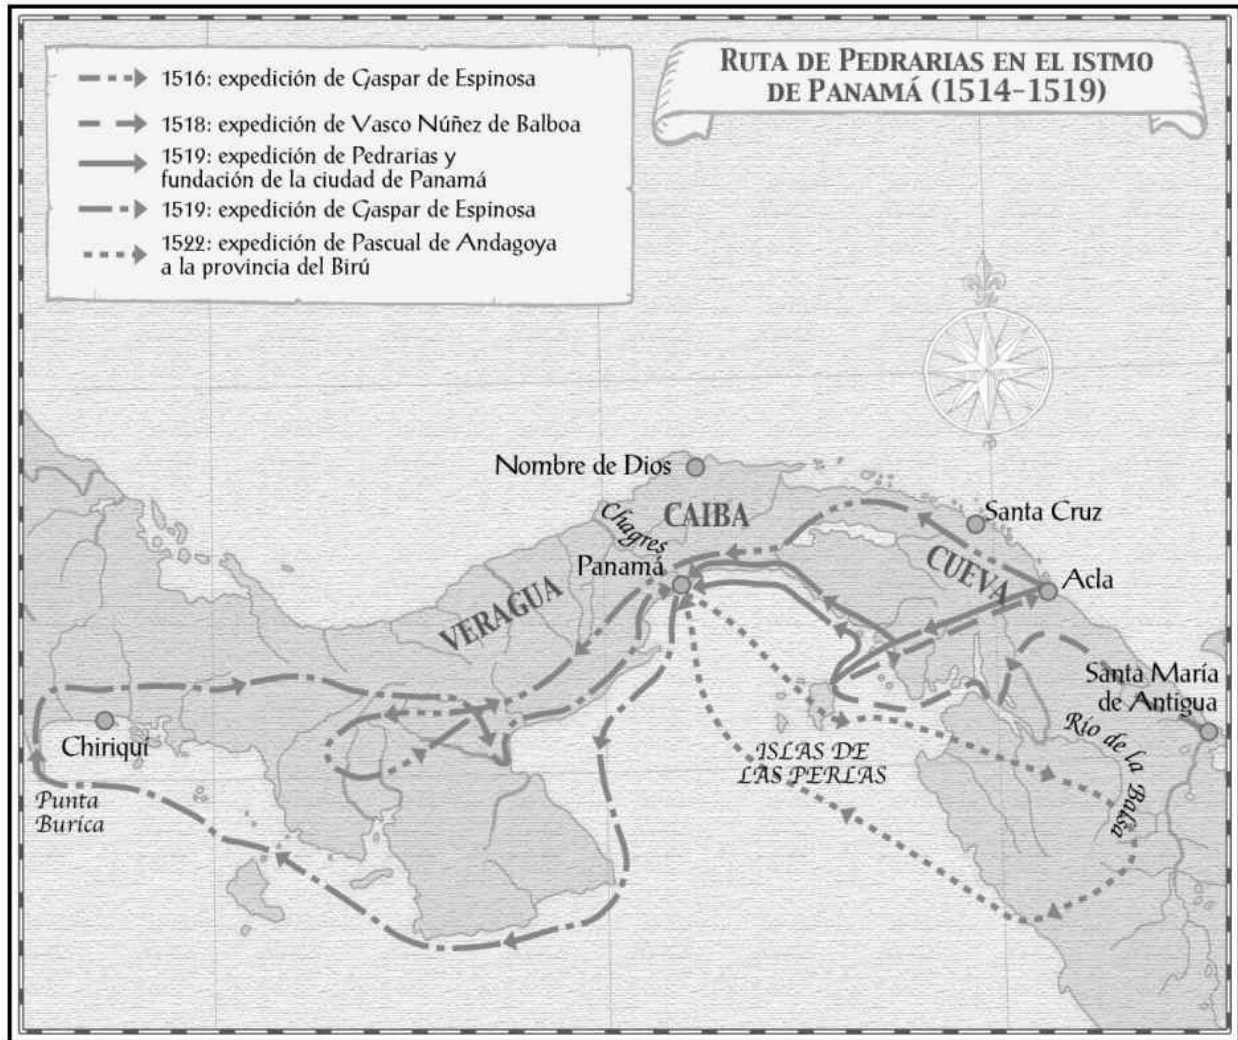 RUTA DE PEDRARIAS EN EL ISTMO
DE PANAMÁ (1514-1519)
1516: expedición de Gaspar de Espinosa
1518: expedición de Vasco Núñez de Balboa
1519: expedición de Pedrarias y
fundación de la ciudad de Panamá
1519: expedición de Gaspar de Espinosa
1522: expedición de Pascual de Andagoya
a la provincia del Birú
Nombre de Dios
Chagres
CAIBA
Santa Cruz
Panamá
CUEVA
Acla
VERAGUA
Santa María
de Antigua
Chiriquí
Río de la Balsa
ISLAS DE
LAS PERLAS
Punta
Burica